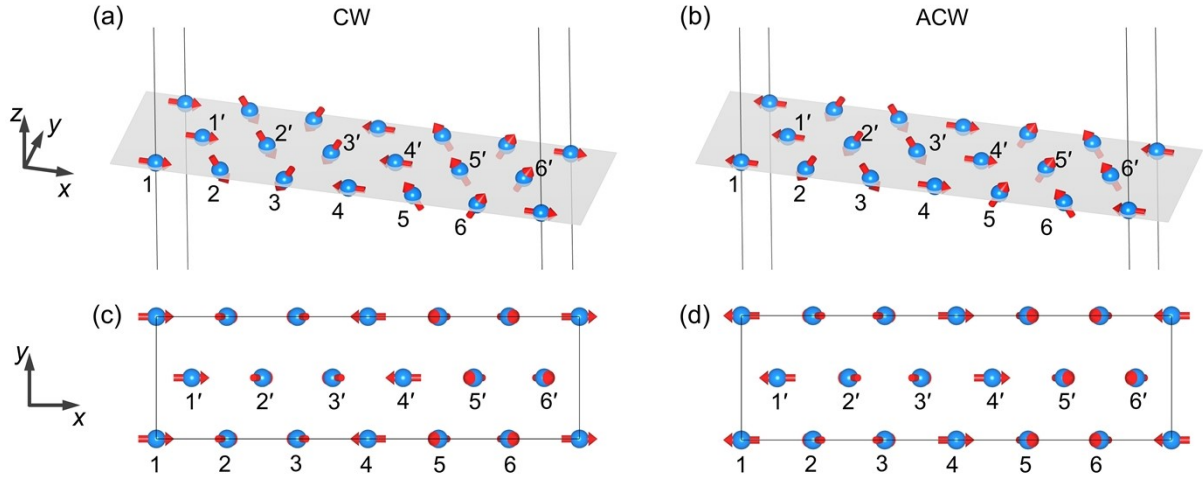 (a) CW
(b) ACW
z y x
1′ 2′ 3′ 4′ 5′ 6′
1 2 3 4 5 6
1′ 2′ 3′ 4′ 5′ 6′
1 2 3 4 5 6
(c)
(d)
y x
1′ 2′ 3′ 4′ 5′ 6′
1 2 3 4 5 6
1′ 2′ 3′ 4′ 5′ 6′
1 2 3 4 5 6